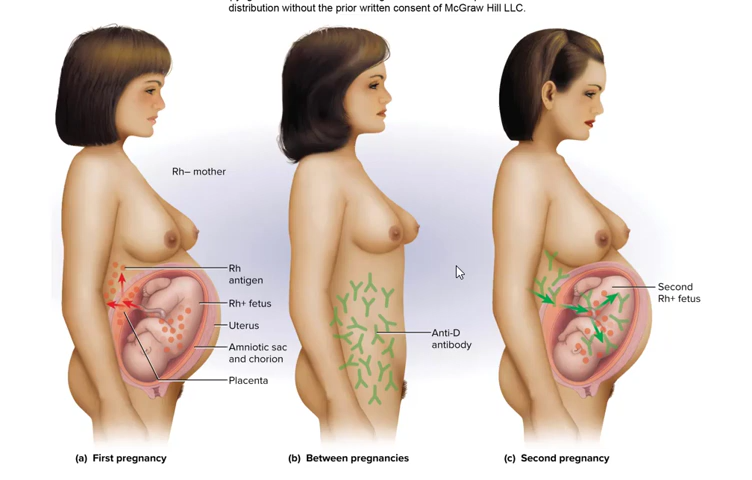 distribution without the prior written consent of McGraw Hill LLC.
Rh– mother
Rh
antigen
Rh+ fetus
Uterus
Amniotic sac
and chorion
Placenta
Anti-D
antibody
Second
Rh+ fetus
(a) First pregnancy
(b) Between pregnancies
(c) Second pregnancy